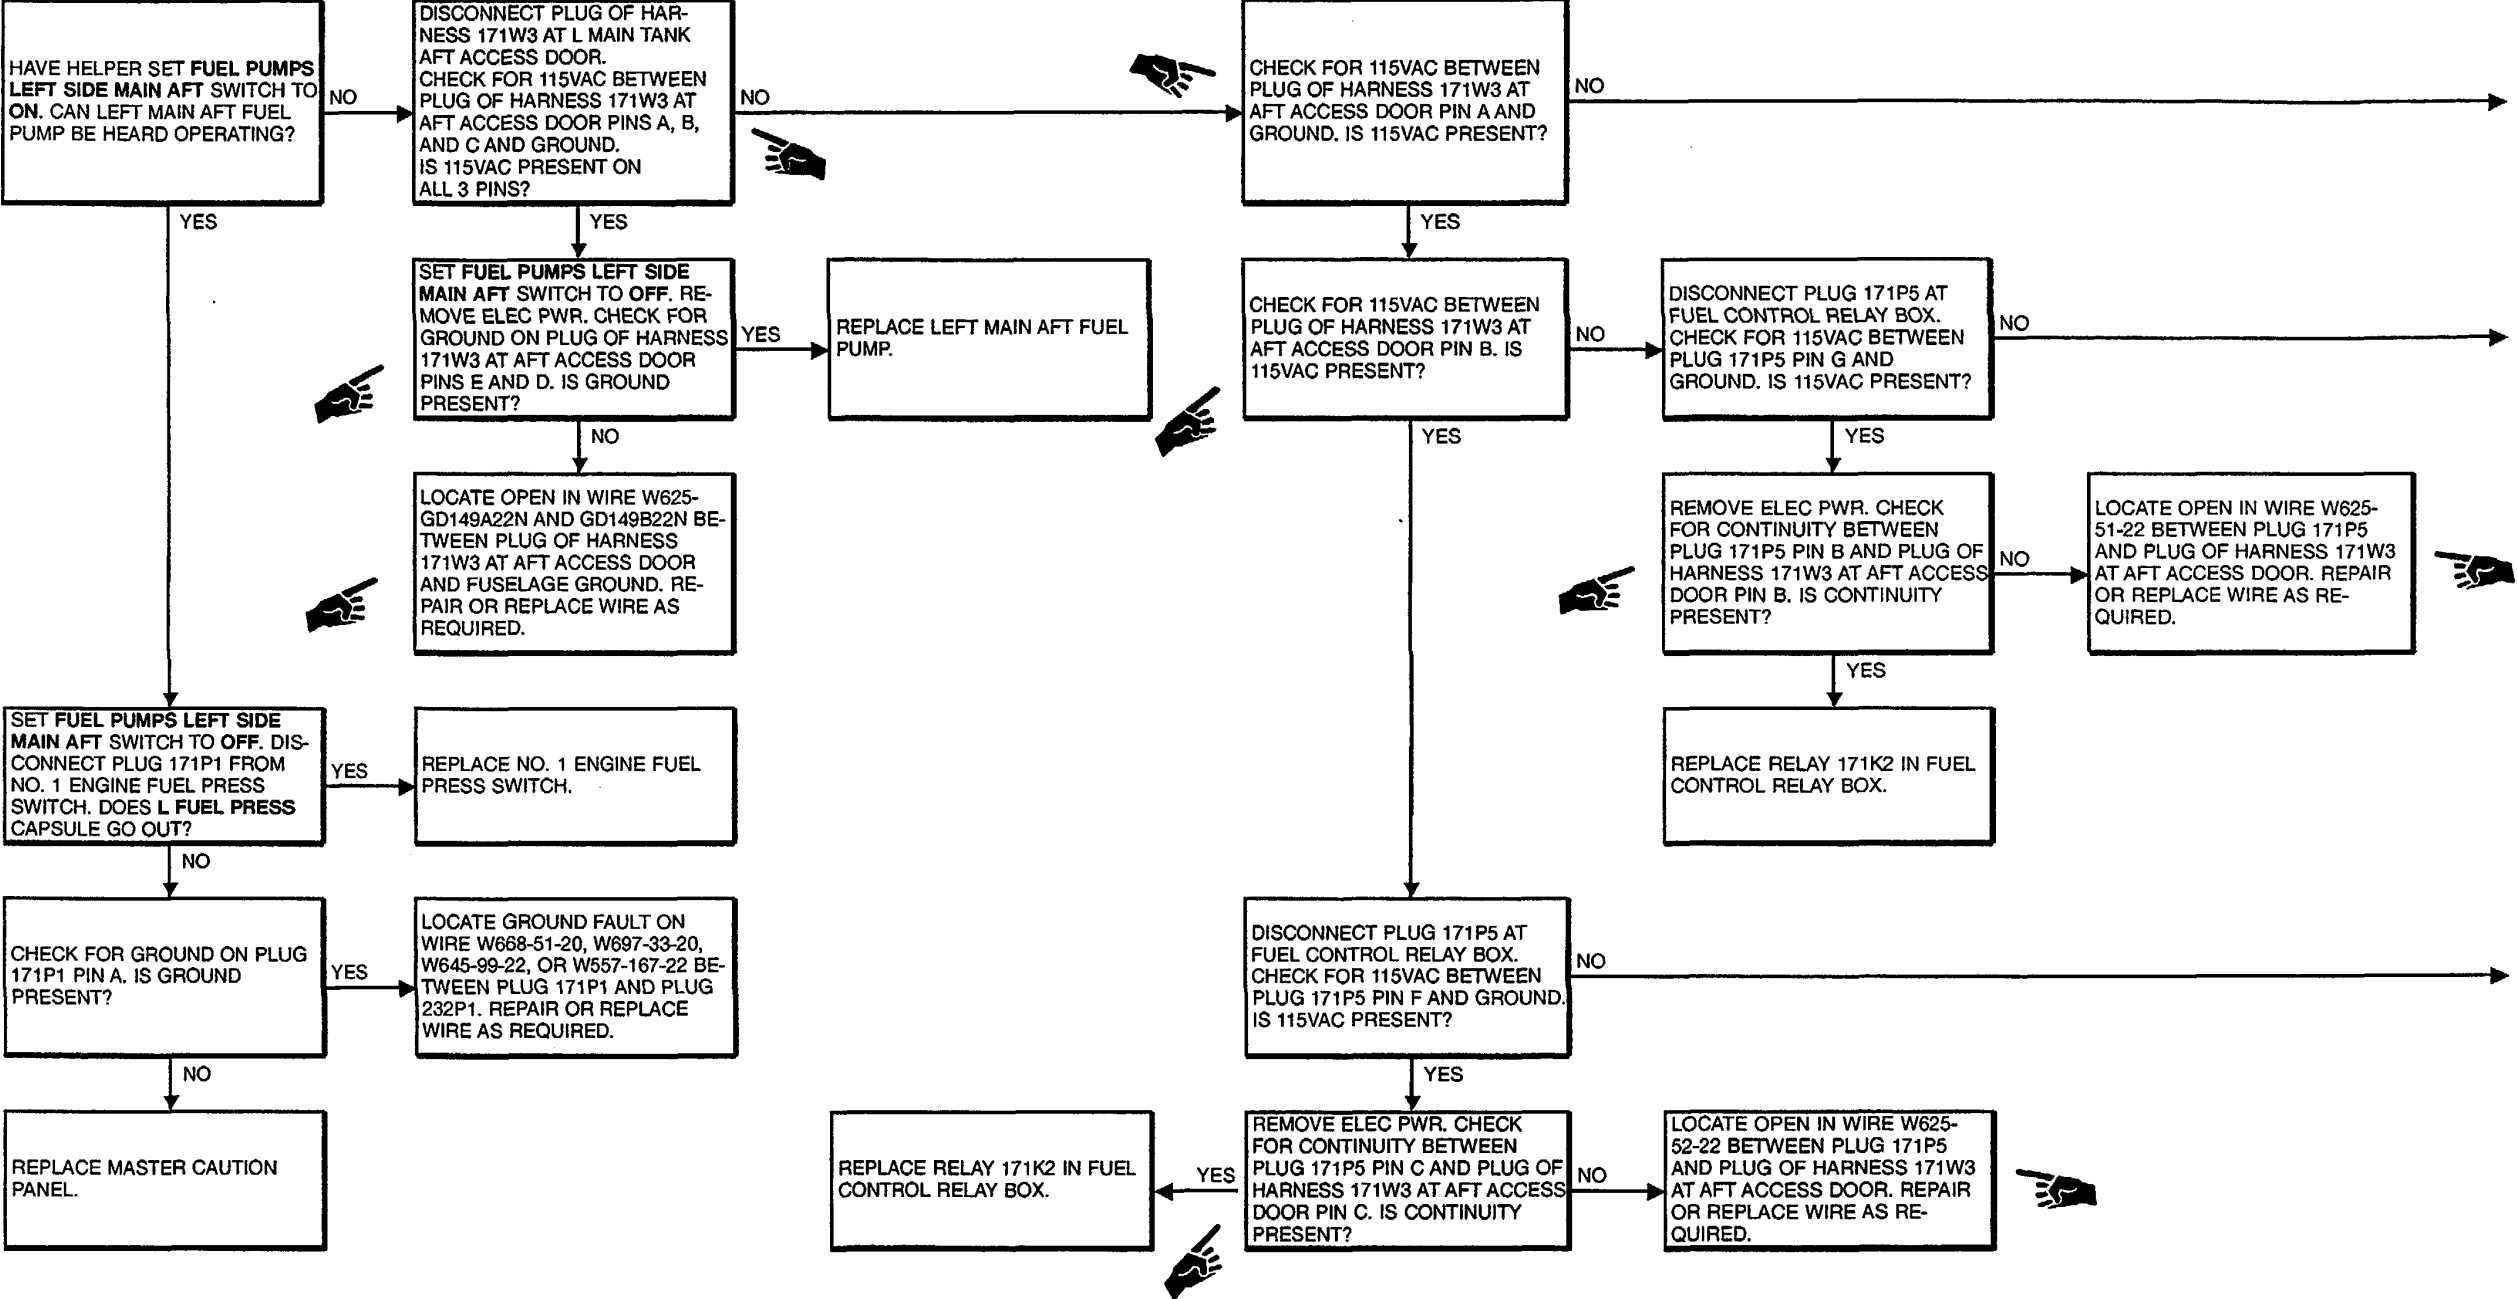 HAVE HELPER SET FUEL PUMPS
LEFT SIDE MAIN AFT SWITCH TO
ON. CAN LEFT MAIN AFT FUEL
PUMP BE HEARD OPERATING?
NO
DISCONNECT PLUG OF HAR-
NESS 171W3 AT L MAIN TANK
AFT ACCESS DOOR.
CHECK FOR 115VAC BETWEEN
PLUG OF HARNESS 171W3 AT
AFT ACCESS DOOR PINS A, B,
AND C AND GROUND.
IS 115VAC PRESENT ON
ALL 3 PINS?
NO
CHECK FOR 115VAC BETWEEN
PLUG OF HARNESS 171W3 AT
AFT ACCESS DOOR PIN A AND
GROUND. IS 115VAC PRESENT?
NO
YES
YES
YES
SET FUEL PUMPS LEFT SIDE
MAIN AFT SWITCH TO OFF. RE-
MOVE ELEC PWR. CHECK FOR
GROUND ON PLUG OF HARNESS
171W3 AT AFT ACCESS DOOR
PINS E AND D. IS GROUND
PRESENT?
YES
REPLACE LEFT MAIN AFT FUEL
PUMP.
CHECK FOR 115VAC BETWEEN
PLUG OF HARNESS 171W3 AT
AFT ACCESS DOOR PIN B. IS
115VAC PRESENT?
NO
DISCONNECT PLUG 171P5 AT
FUEL CONTROL RELAY BOX.
CHECK FOR 115VAC BETWEEN
PLUG 171P5 PIN G AND
GROUND. IS 115VAC PRESENT?
NO
NO
YES
YES
LOCATE OPEN IN WIRE W625-
GD149A22N AND GD149B22N BE-
TWEEN PLUG OF HARNESS
171W3 AT AFT ACCESS DOOR
AND FUSELAGE GROUND. RE-
PAIR OR REPLACE WIRE AS
REQUIRED.
REMOVE ELEC PWR. CHECK
FOR CONTINUITY BETWEEN
PLUG 171P5 PIN B AND PLUG OF
HARNESS 171W3 AT AFT ACCESS
DOOR PIN B. IS CONTINUITY
PRESENT?
NO
LOCATE OPEN IN WIRE W625-
51-22 BETWEEN PLUG 171P5
AND PLUG OF HARNESS 171W3
AT AFT ACCESS DOOR. REPAIR
OR REPLACE WIRE AS RE-
QUIRED.
YES
SET FUEL PUMPS LEFT SIDE
MAIN AFT SWITCH TO OFF. DIS-
CONNECT PLUG 171P1 FROM
NO. 1 ENGINE FUEL PRESS
SWITCH. DOES L FUEL PRESS
CAPSULE GO OUT?
YES
REPLACE NO. 1 ENGINE FUEL
PRESS SWITCH.
REPLACE RELAY 171K2 IN FUEL
CONTROL RELAY BOX.
NO
CHECK FOR GROUND ON PLUG
171P1 PIN A. IS GROUND
PRESENT?
YES
LOCATE GROUND FAULT ON
WIRE W668-51-20, W697-33-20,
W645-99-22, OR W557-167-22 BE-
TWEEN PLUG 171P1 AND PLUG
232P1. REPAIR OR REPLACE
WIRE AS REQUIRED.
DISCONNECT PLUG 171P5 AT
FUEL CONTROL RELAY BOX.
CHECK FOR 115VAC BETWEEN
PLUG 171P5 PIN F AND GROUND.
IS 115VAC PRESENT?
NO
NO
YES
REPLACE MASTER CAUTION
PANEL.
REPLACE RELAY 171K2 IN FUEL
CONTROL RELAY BOX.
YES
REMOVE ELEC PWR. CHECK
FOR CONTINUITY BETWEEN
PLUG 171P5 PIN C AND PLUG OF
HARNESS 171W3 AT AFT ACCESS
DOOR PIN C. IS CONTINUITY
PRESENT?
NO
LOCATE OPEN IN WIRE W625-
52-22 BETWEEN PLUG 171P5
AND PLUG OF HARNESS 171W3
AT AFT ACCESS DOOR. REPAIR
OR REPLACE WIRE AS RE-
QUIRED.